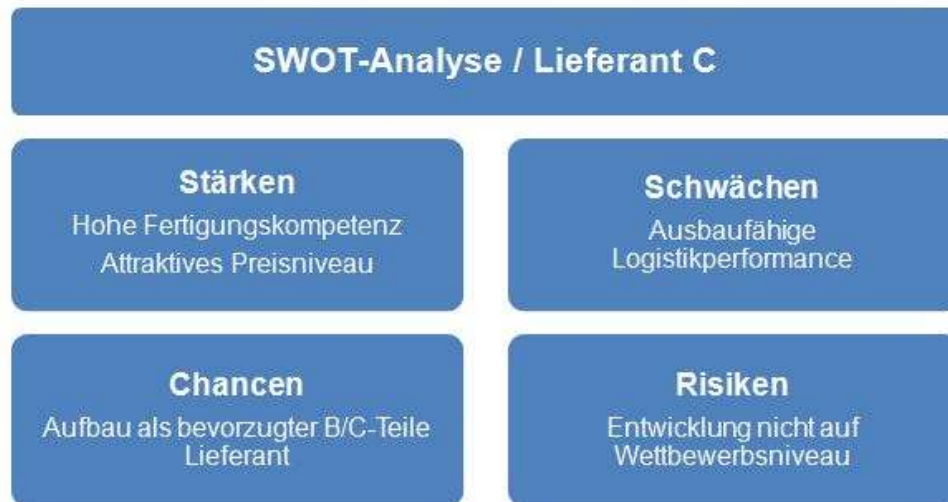 SWOT-Analyse / Lieferant C
Stärken
Hohe Fertigungskompetenz
Attraktives Preisniveau
Schwächen
Ausbaufähige
Logistikperformance
Chancen
Aufbau als bevorzugter B/C-Teile
Lieferant
Risiken
Entwicklung nicht auf
Wettbewerbsniveau